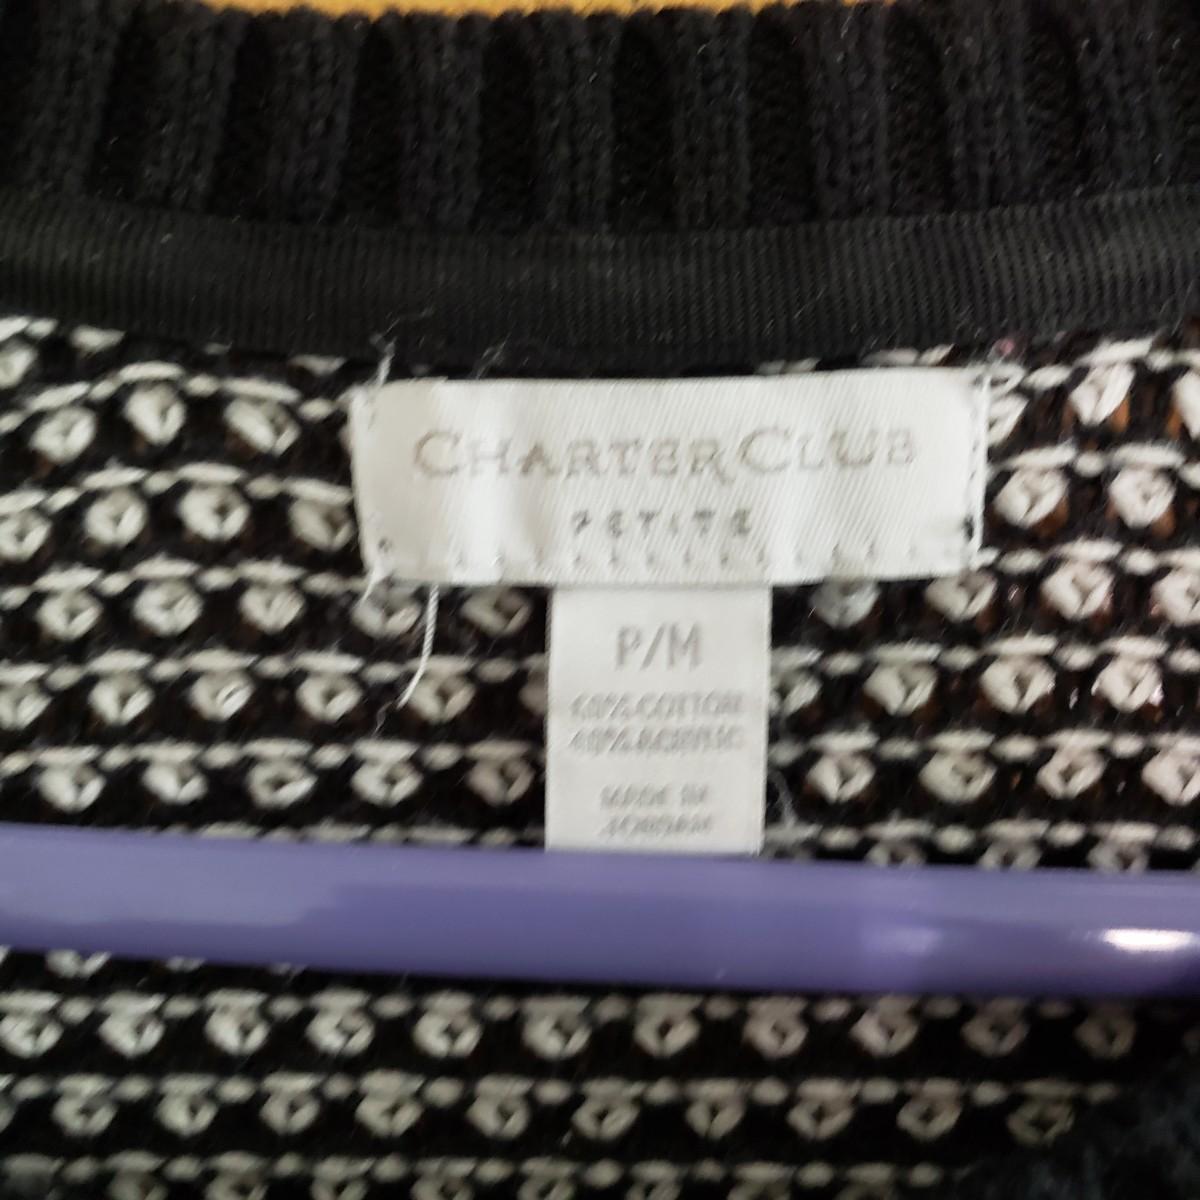 CHARTER CLUB
PETITE
P/M
60% COTTON
40% ACRYLIC
MADE IN
JORDAN